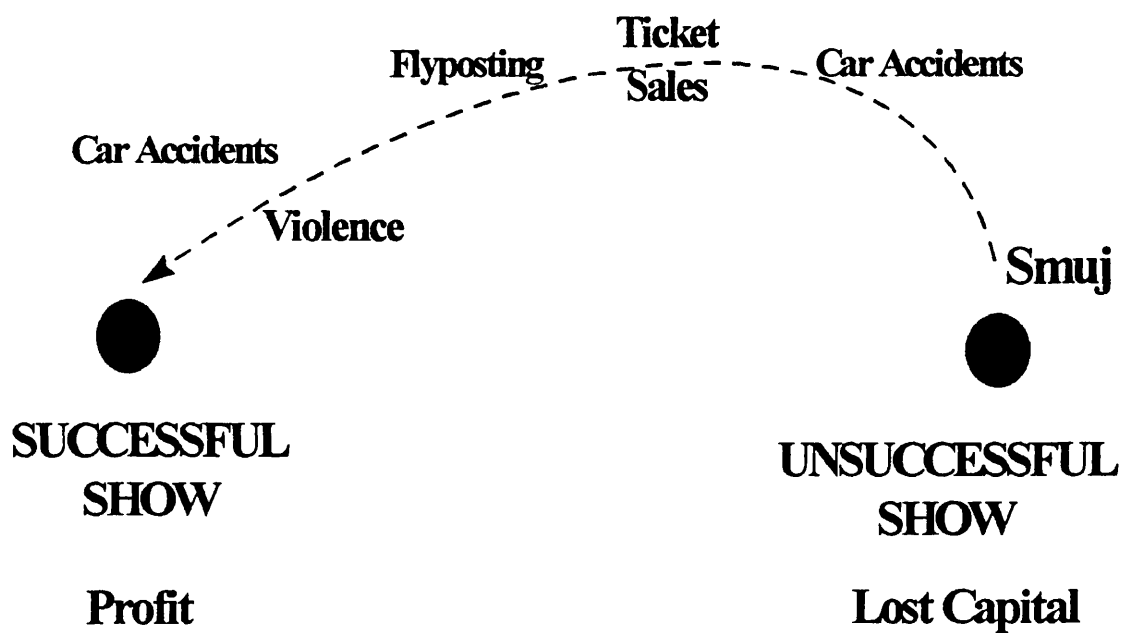 Ticket
Flyposting
Car Accidents
Sales
Car Accidents
Violence
Smuj
SUCCESSFUL
SHOW
UNSUCCESSFUL
SHOW
Profit
Lost Capital